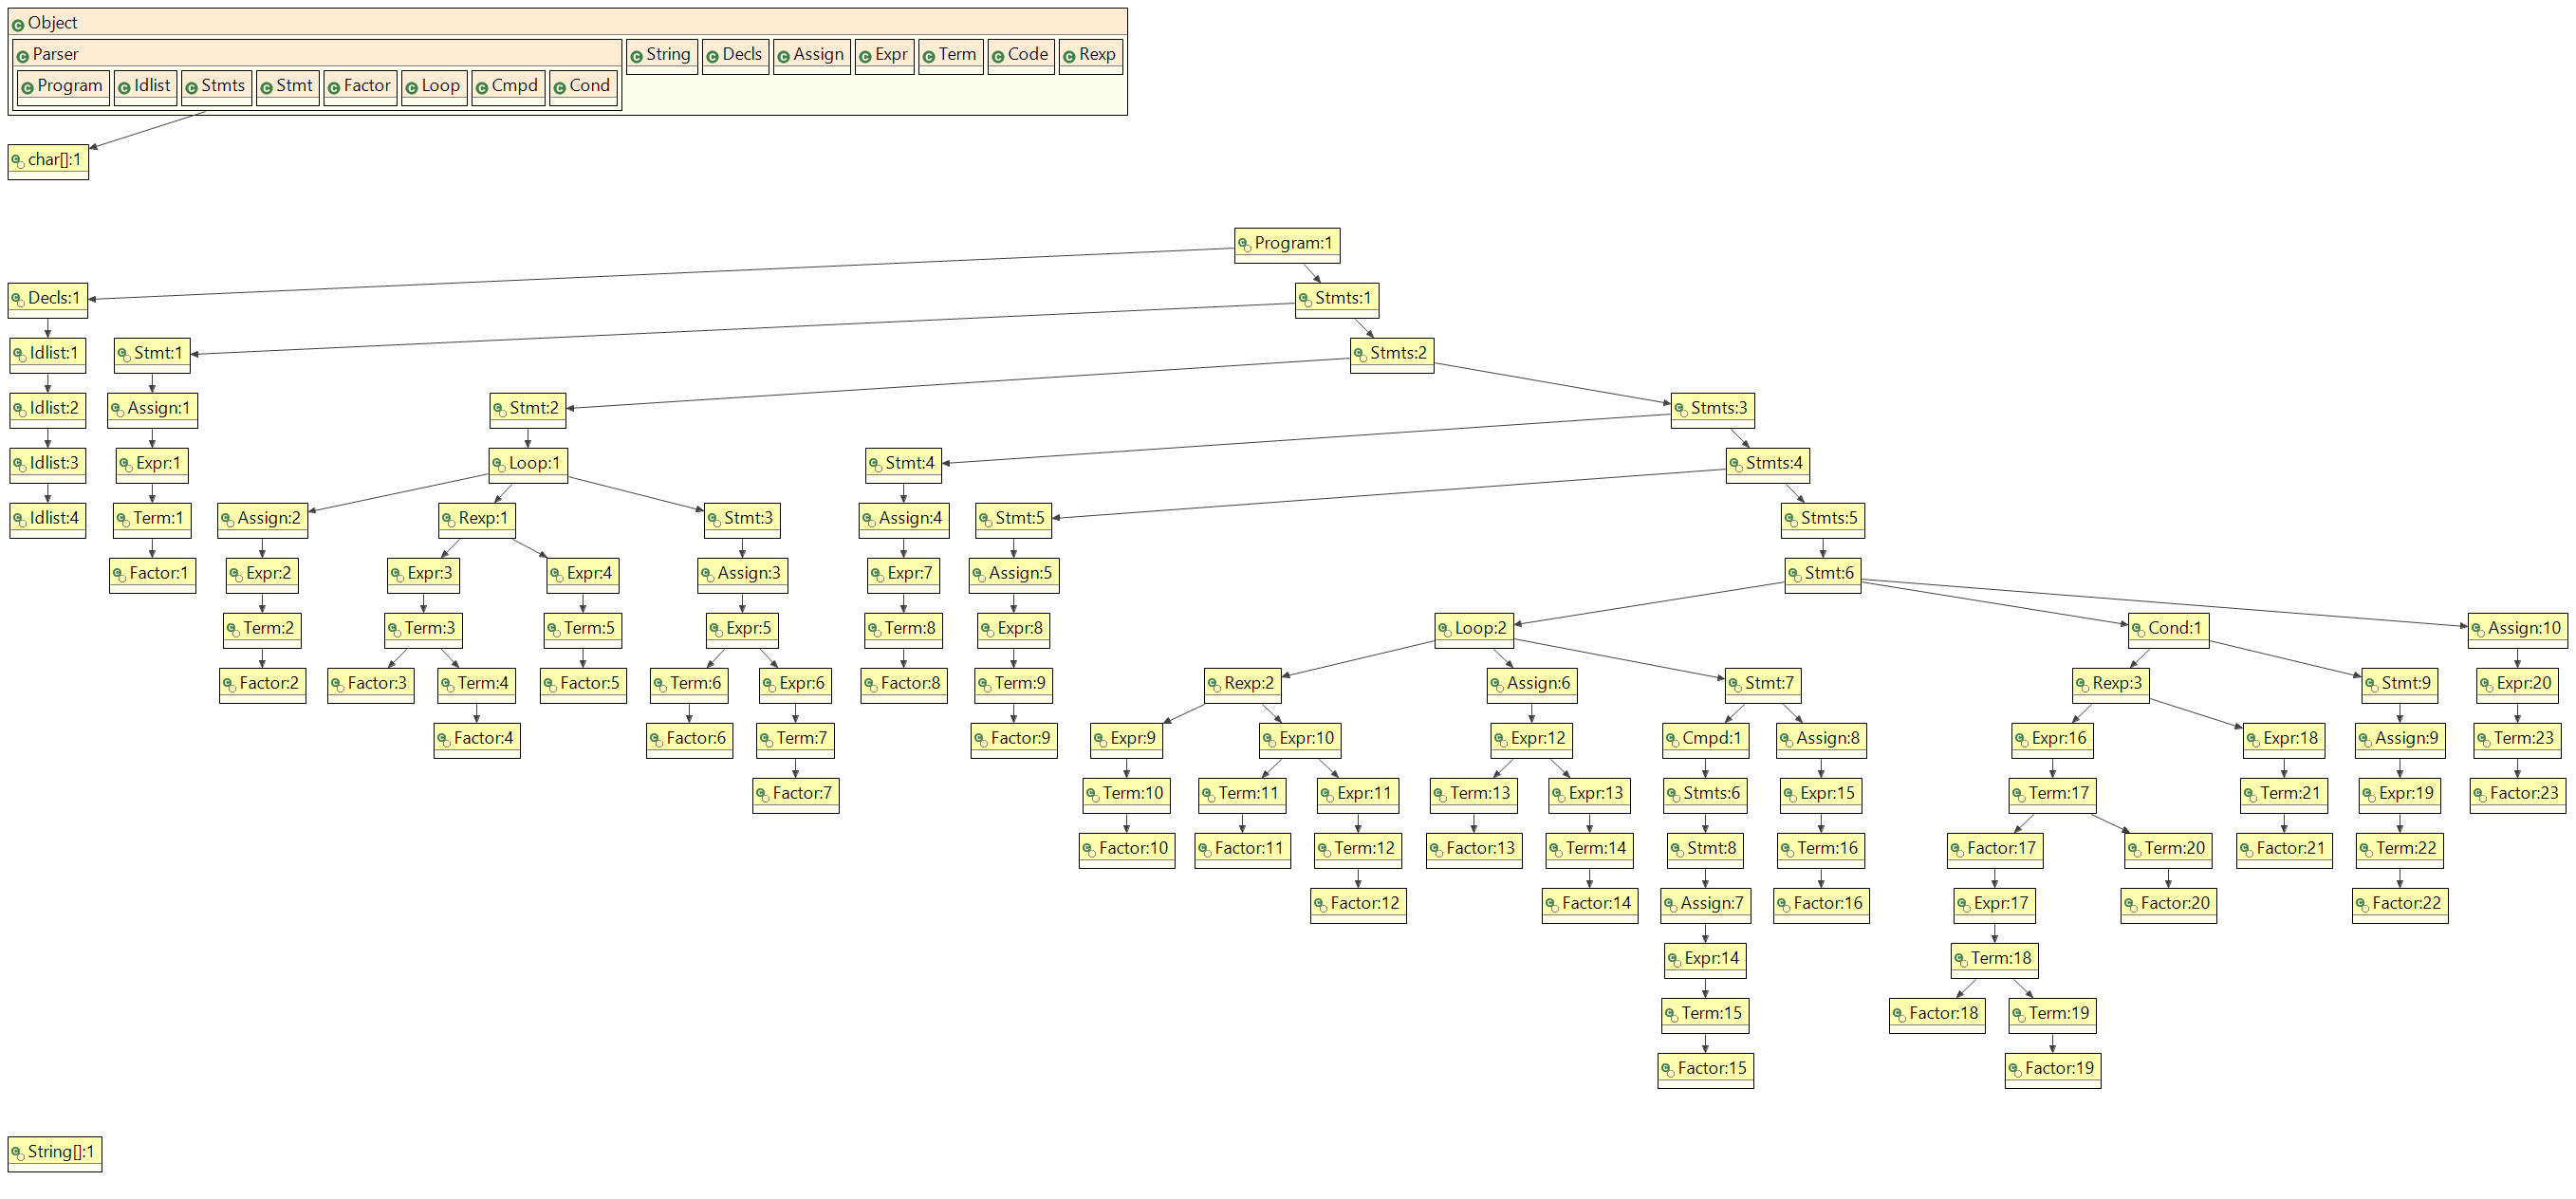 Object
Parser String Decls Assign Expr Term Code Rexp
Program Idlist Stmts Stmt Factor Loop Cmpd Cond
char[]:1
Program:1
Decls:1 Stmts:1
Idlist:1 Stmt:1 Stmts:2
Idlist:2 Assign:1 Stmt:2 Stmts:3
Idlist:3 Expr:1 Loop:1 Stmt:4 Stmts:4
Idlist:4 Term:1 Assign:2 Rexp:1 Stmt:3 Assign:4 Stmt:5 Stmts:5
Factor:1 Expr:2 Expr:3 Expr:4 Assign:3 Expr:7 Assign:5 Stmt:6
Term:2 Term:3 Term:5 Expr:5 Term:8 Expr:8 Loop:2 Cond:1 Assign:10
Factor:2 Factor:3 Term:4 Factor:5 Term:6 Expr:6 Factor:8 Term:9 Rexp:2 Assign:6 Stmt:7 Rexp:3 Stmt:9 Expr:20
Factor:4 Factor:6 Term:7 Factor:9 Expr:9 Expr:10 Expr:12 Cmpd:1 Assign:8 Expr:16 Expr:18 Assign:9 Term:23
Factor:7 Term:10 Term:11 Expr:11 Term:13 Expr:13 Stmts:6 Expr:15 Term:17 Term:21 Expr:19 Factor:23
Factor:10 Factor:11 Term:12 Factor:13 Term:14 Stmt:8 Term:16 Factor:17 Term:20 Factor:21 Term:22
Factor:12 Factor:14 Assign:7 Factor:16 Expr:17 Factor:20 Factor:22
Expr:14 Term:18
Term:15 Factor:18 Term:19
Factor:15 Factor:19
String[]:1